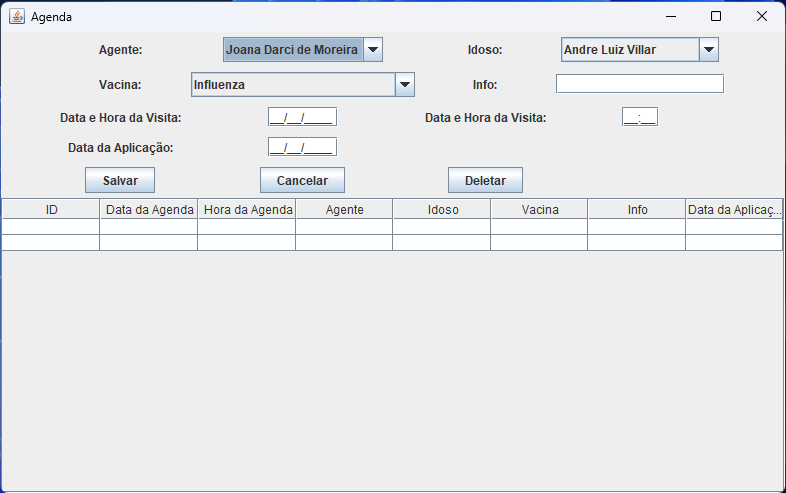 Agenda
Agente: Joana Darci de Moreira Idoso: Andre Luiz Villar
Vacina: Influenza Info:
Data e Hora da Visita: __/__/____ Data e Hora da Visita: __:__
Data da Aplicação: __/__/____
Salvar Cancelar Deletar
ID Data da Agenda Hora da Agenda Agente Idoso Vacina Info Data da Aplicaç...